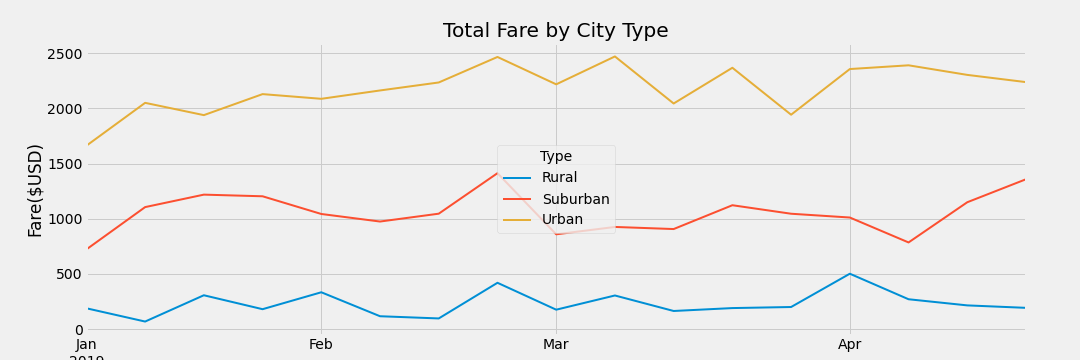 Total Fare by City Type
Fare($USD)
2500
2000
1500
1000
500
0
Type
Rural
Suburban
Urban
Jan
Feb
Mar
Apr
2019